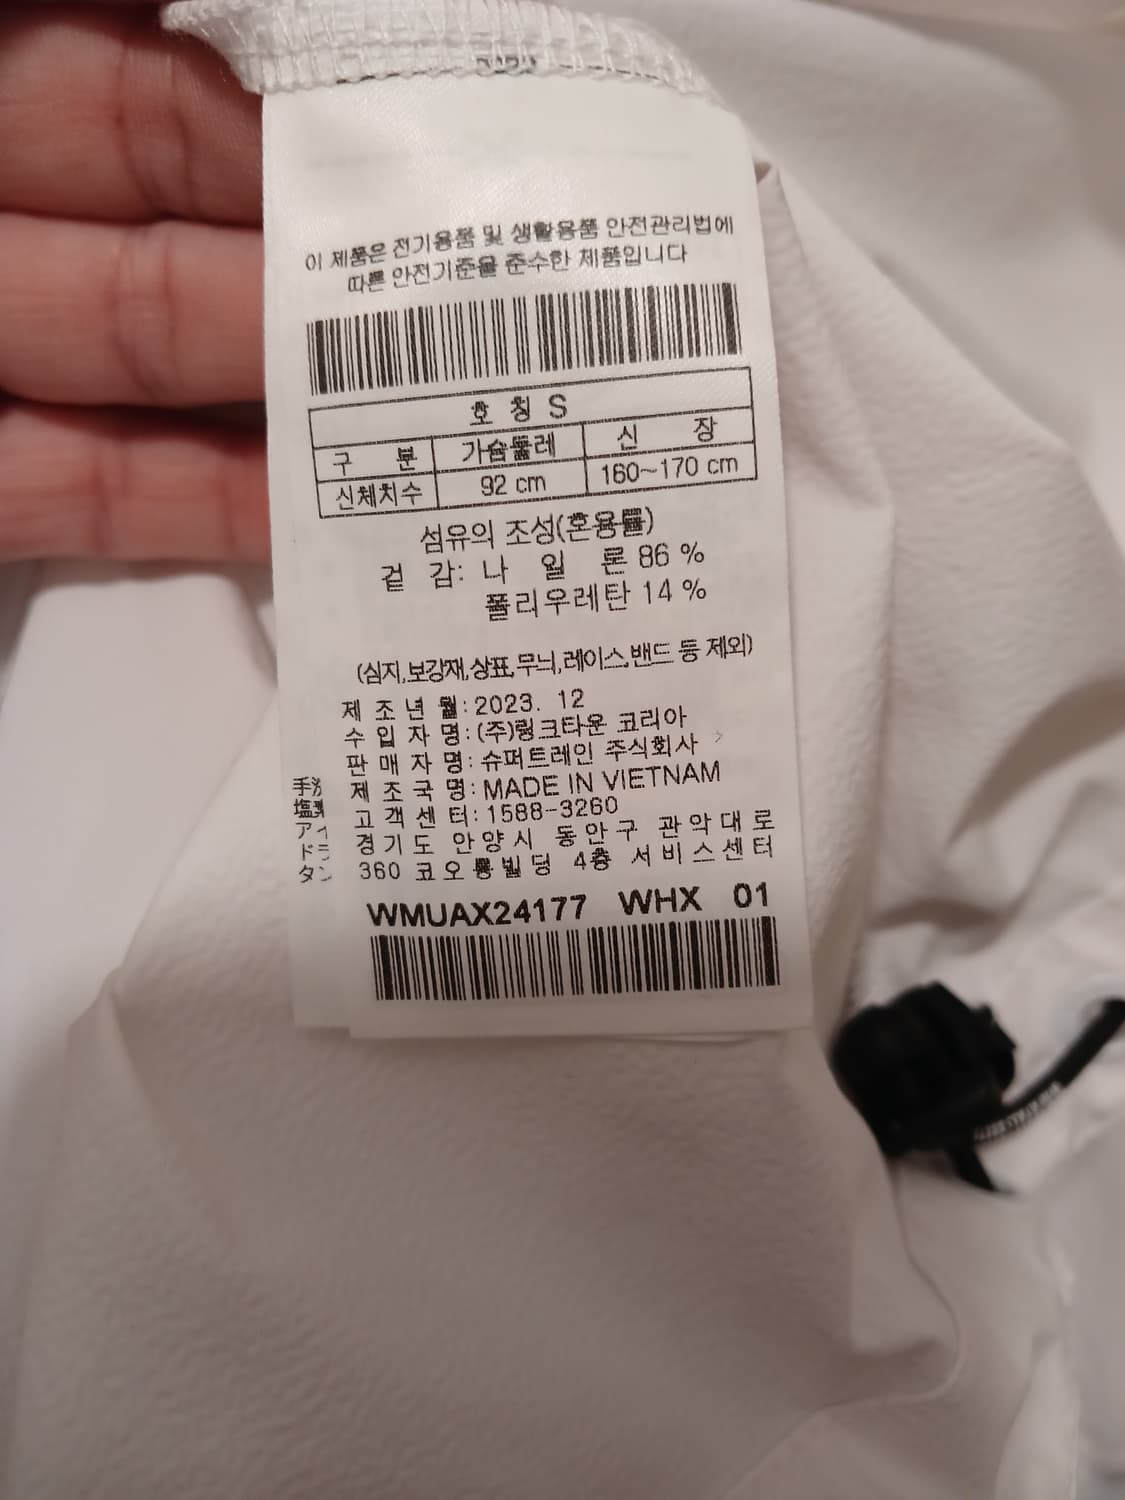 이 제품은 전기용품 및 생활용품 안전관리법에
따른 안전기준을 준수한 제품입니다
호 칭 S
구 분 가슴둘레 신 장
신체치수 92 cm 160~170 cm
섬유의 조성(혼용률)
겉 감: 나 일 론 86 %
폴리우레탄 14 %
(심지,보강재,상표,무늬,레이스,밴드 등 제외)
제 조 년 월: 2023. 12
수 입 자 명: (주)링크타운 코리아
판 매 자 명: 슈퍼트레인 주식회사
제 조 국 명: MADE IN VIETNAM
고 객 센 터: 1588-3260
경기도 안양시 동안구 관악대로
360 코오롱빌딩 4층 서비스센터
WMUAX24177 WHX 01